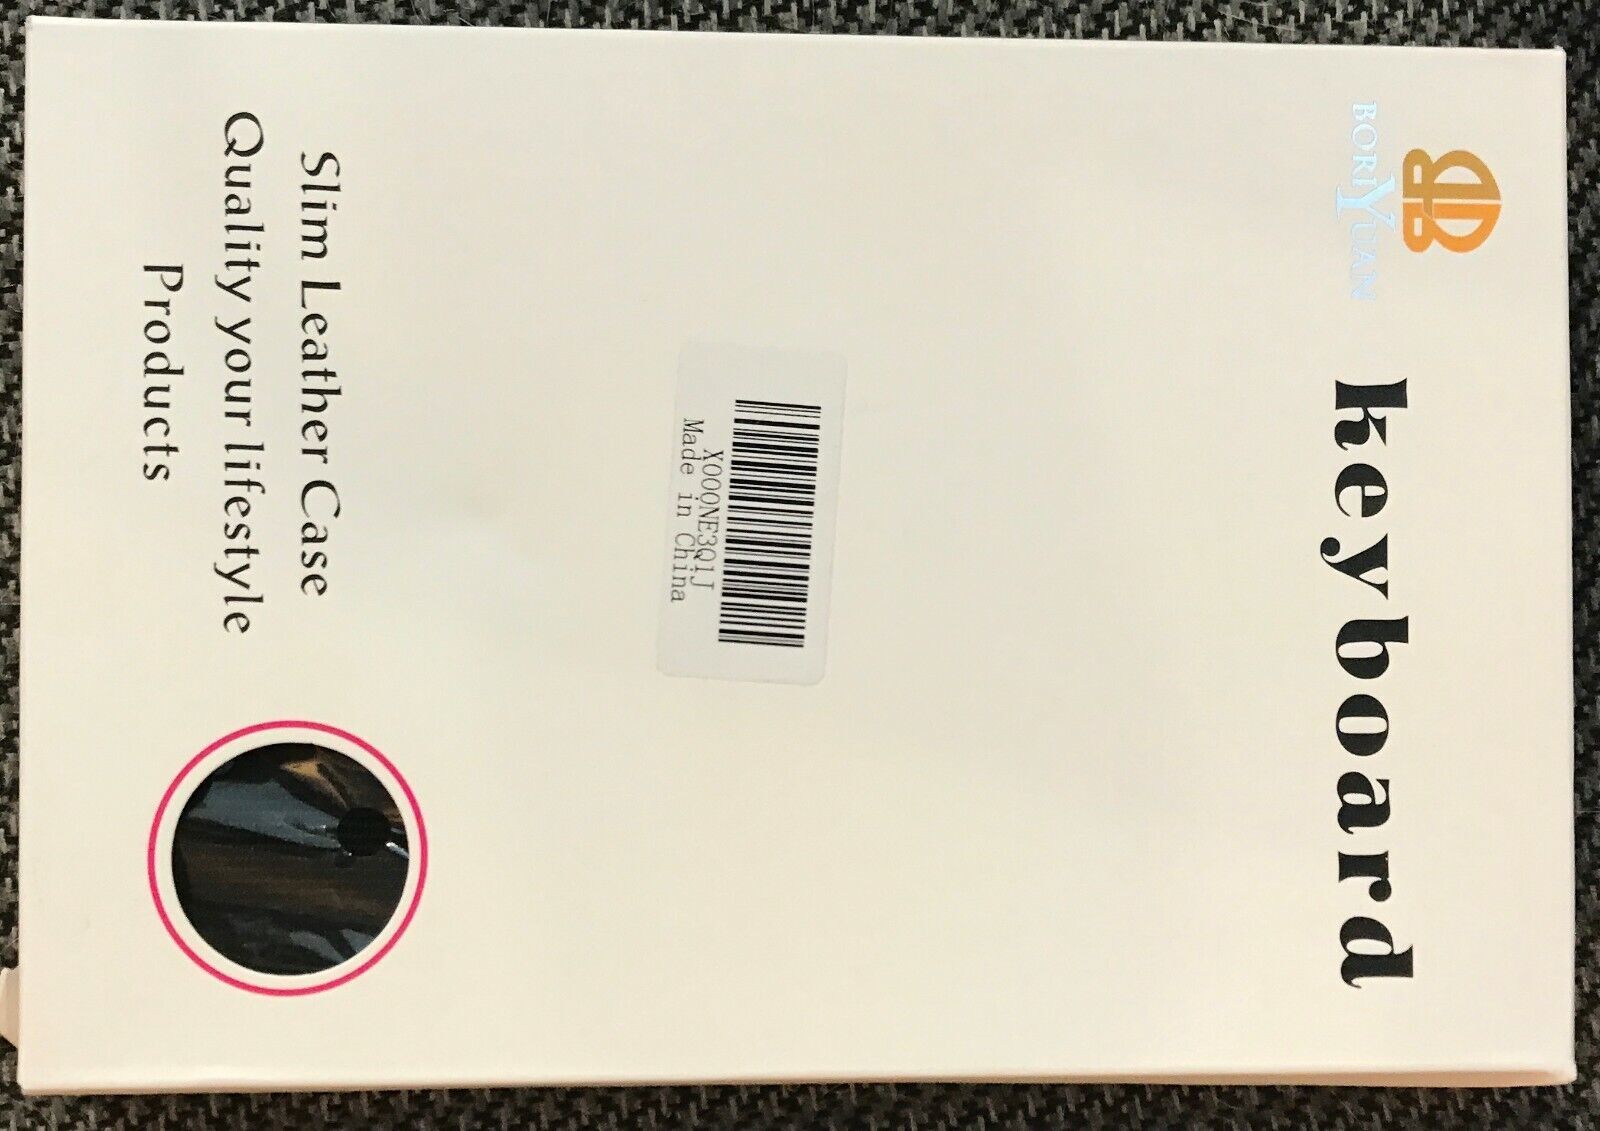 BORIYUAN
keyboard
X000NE3Q1J
Made in China
Slim Leather Case
Quality your lifestyle
Products